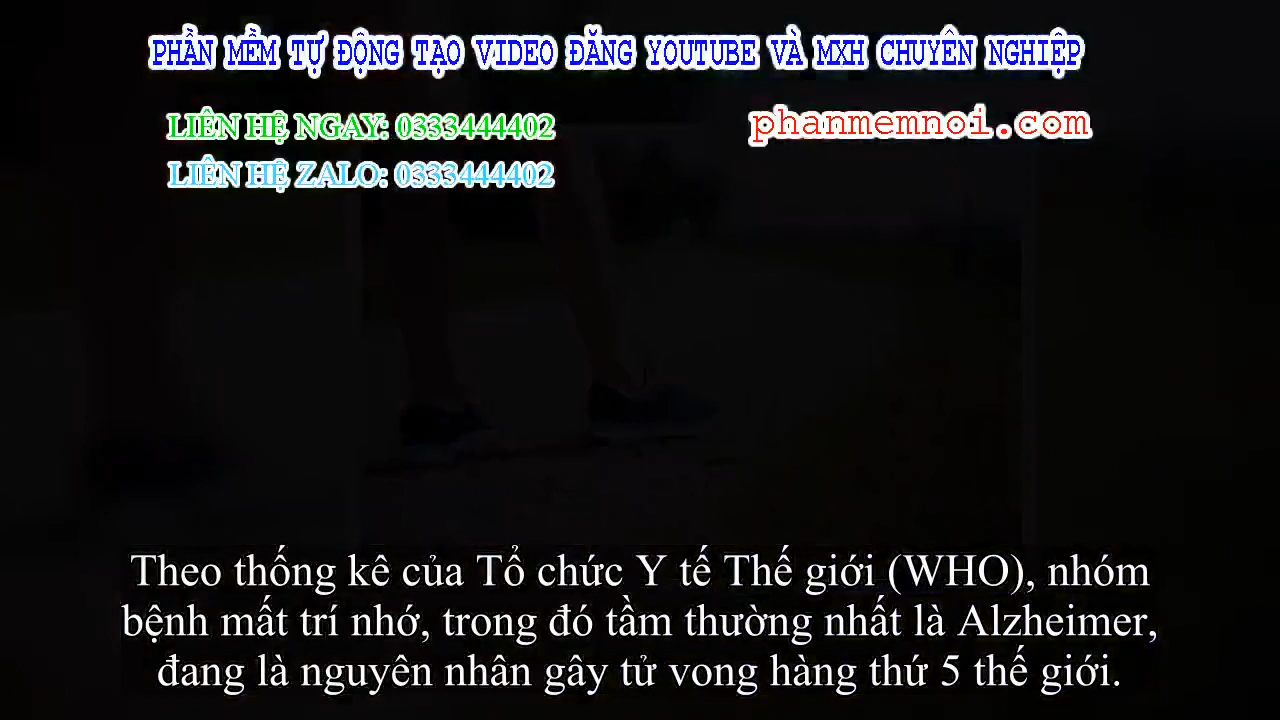 PHẦN MỀM TỰ ĐỘNG TẠO VIDEO ĐĂNG YOUTUBE VÀ MXH CHUYÊN NGHIỆP
LIÊN HỆ NGAY: 0333444402
phanmemnoi.com
LIÊN HỆ ZALO: 0333444402
Theo thống kê của Tổ chức Y tế Thế giới (WHO), nhóm
bệnh mất trí nhớ, trong đó tầm thường nhất là Alzheimer,
đang là nguyên nhân gây tử vong hàng thứ 5 thế giới.